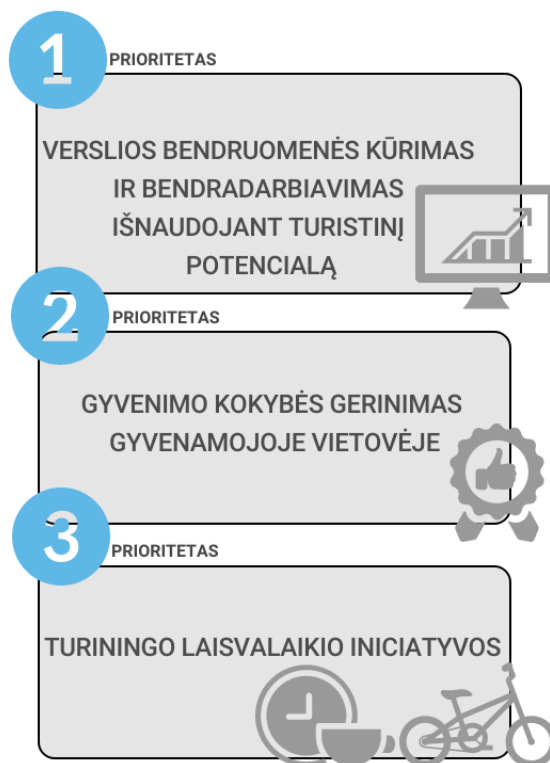 1
PRIORITETAS
VERSLIOS BENDRUOMENĖS KŪRIMAS
IR BENDRADARBIAVIMAS
IŠNAUDOJANT TURISTINĮ
POTENCIALĄ
2
PRIORITETAS
GYVENIMO KOKYBĖS GERINIMAS
GYVENAMOJOJE VIETOVĖJE
3
PRIORITETAS
TURININGO LAISVALAIKIO INICIATYVOS